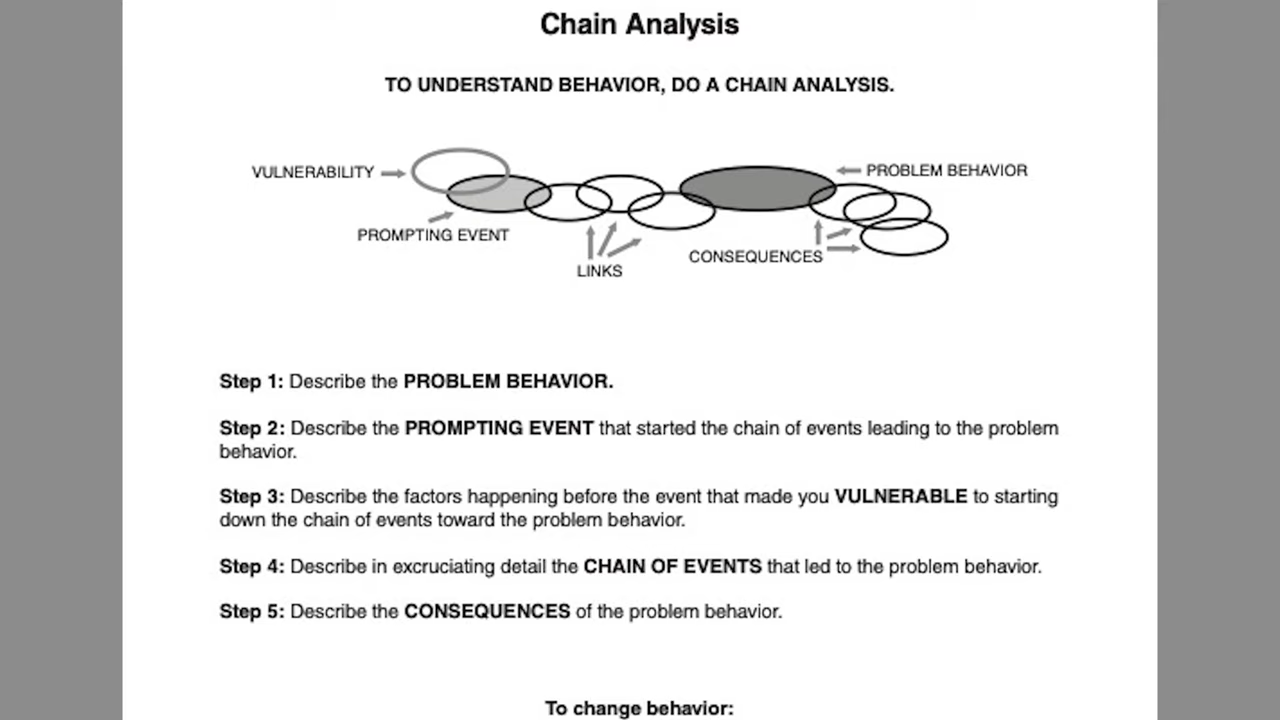 Chain Analysis
TO UNDERSTAND BEHAVIOR, DO A CHAIN ANALYSIS.
VULNERABILITY
PROBLEM BEHAVIOR
PROMPTING EVENT
LINKS
CONSEQUENCES
Step 1: Describe the PROBLEM BEHAVIOR.
Step 2: Describe the PROMPTING EVENT that started the chain of events leading to the problem
behavior.
Step 3: Describe the factors happening before the event that made you VULNERABLE to starting
down the chain of events toward the problem behavior.
Step 4: Describe in excruciating detail the CHAIN OF EVENTS that led to the problem behavior.
Step 5: Describe the CONSEQUENCES of the problem behavior.
To change behavior: